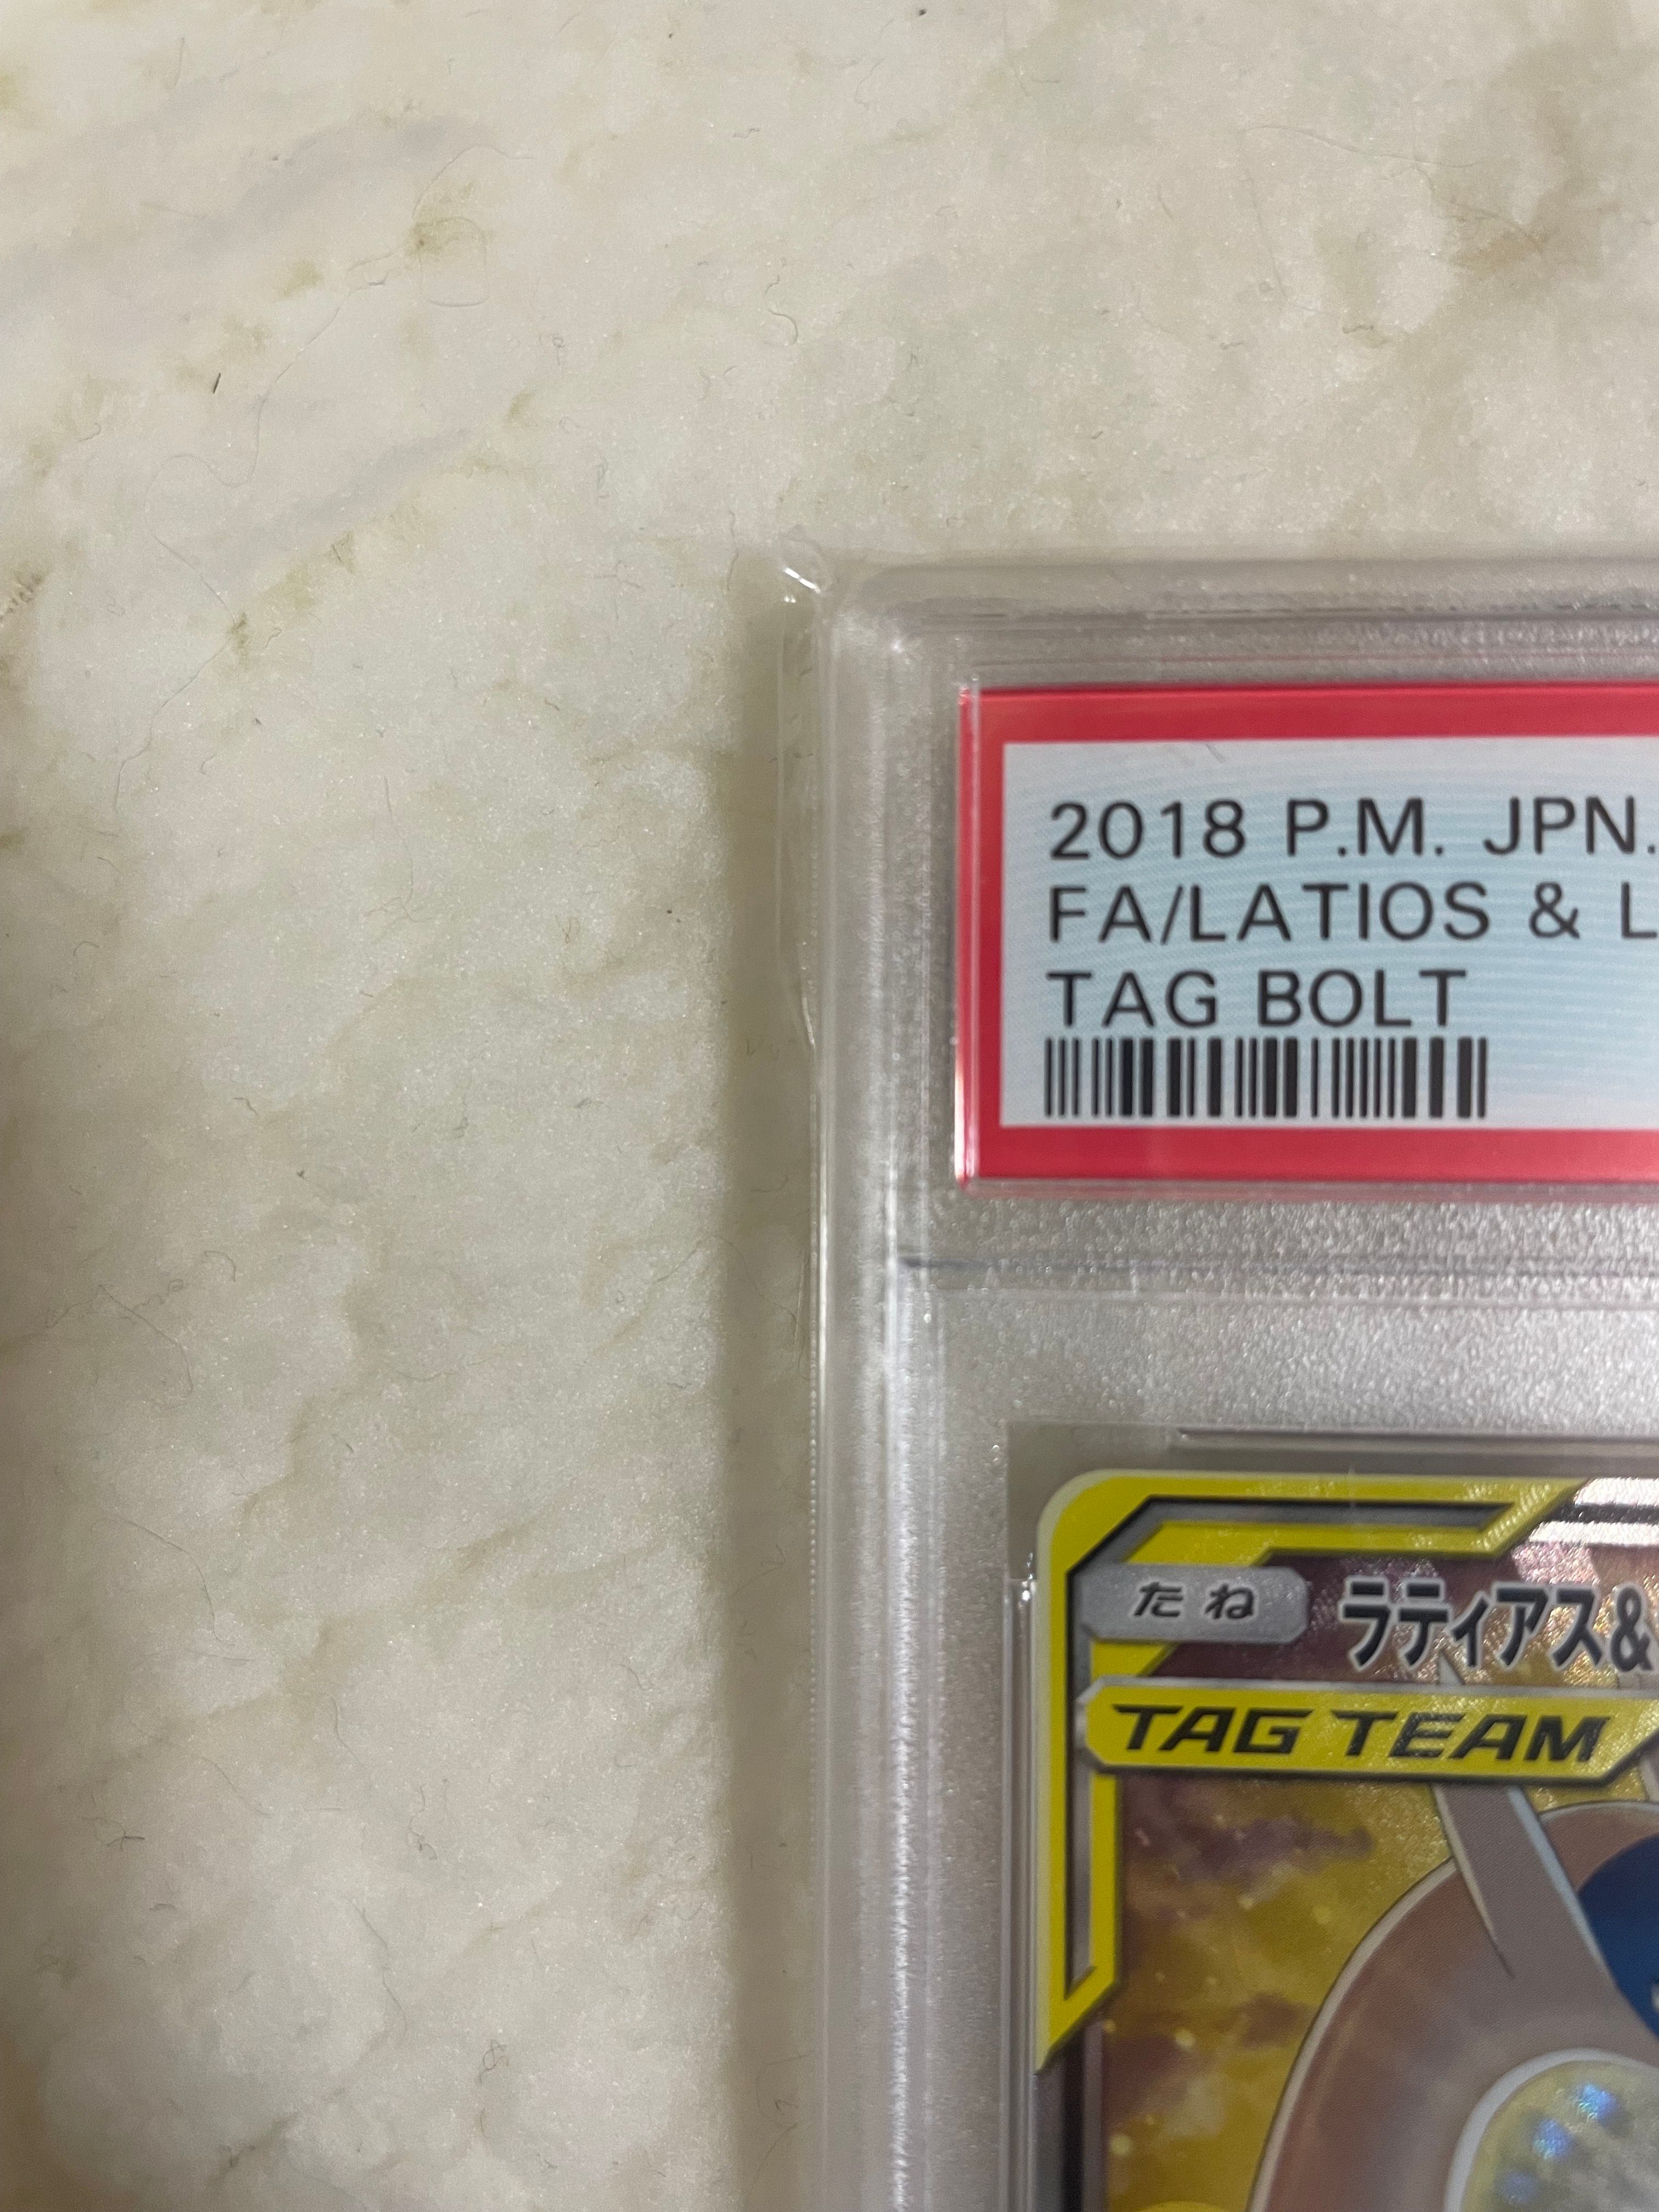 2018 P.M. JPN.
FA/LATIOS & L
TAG BOLT
たね ラティアス&
TAG TEAM